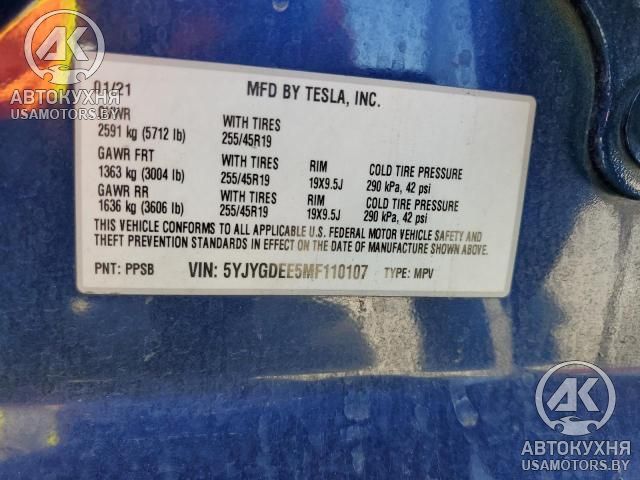 01/21
MFD BY TESLA, INC.
GVWR
2591 kg (5712 lb)
WITH TIRES
255/45R19
GAWR FRT
1363 kg (3004 lb)
WITH TIRES
255/45R19
RIM
19X9.5J
COLD TIRE PRESSURE
290 kPa, 42 psi
GAWR RR
1636 kg (3606 lb)
WITH TIRES
255/45R19
RIM
19X9.5J
COLD TIRE PRESSURE
290 kPa, 42 psi
THIS VEHICLE CONFORMS TO ALL APPLICABLE U.S. FEDERAL MOTOR VEHICLE SAFETY AND
THEFT PREVENTION STANDARDS IN EFFECT ON THE DATE OF MANUFACTURE SHOWN ABOVE.
PNT: PPSB
VIN: 5YJYGDEE5MF110107
TYPE: MPV
АК
АВТОКУХНЯ
USAMOTORS.BY
АК
АВТОКУХНЯ
USAMOTORS.BY